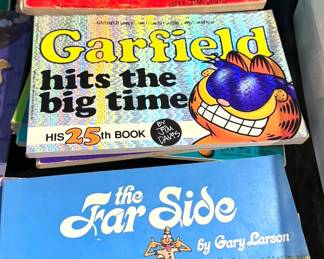 Garfield
hits the
big time
HIS 25th BOOK
BY
JIM
DAVIS
the
Far Side
by Gary Larson